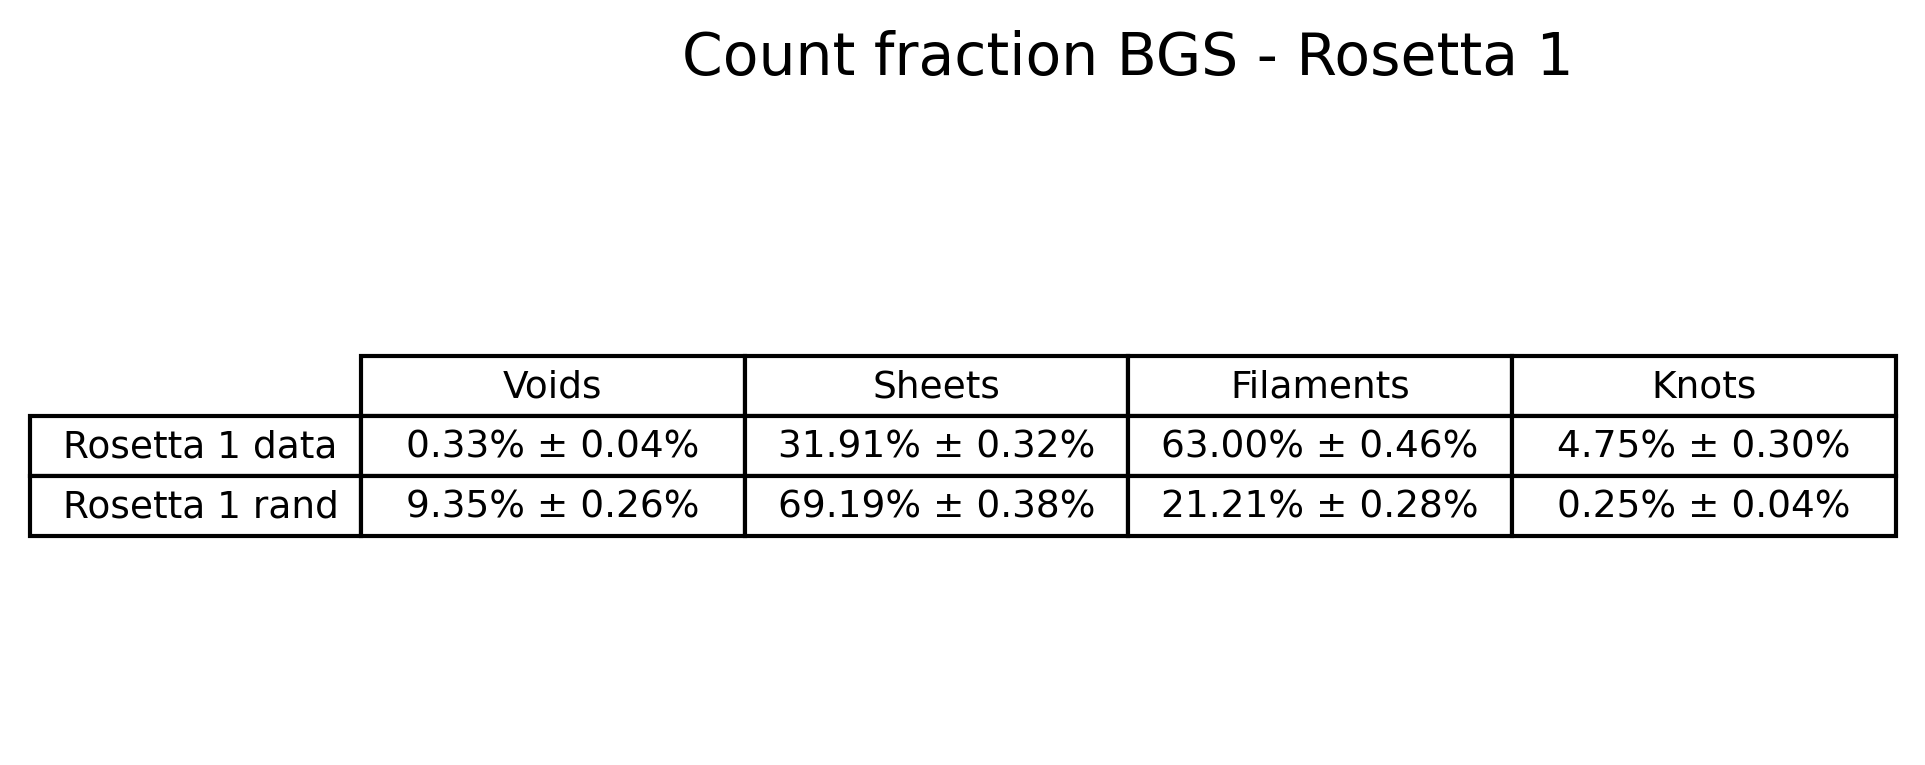 Count fraction BGS - Rosetta 1
Voids Sheets Filaments Knots
Rosetta 1 data 0.33% ± 0.04% 31.91% ± 0.32% 63.00% ± 0.46% 4.75% ± 0.30%
Rosetta 1 rand 9.35% ± 0.26% 69.19% ± 0.38% 21.21% ± 0.28% 0.25% ± 0.04%